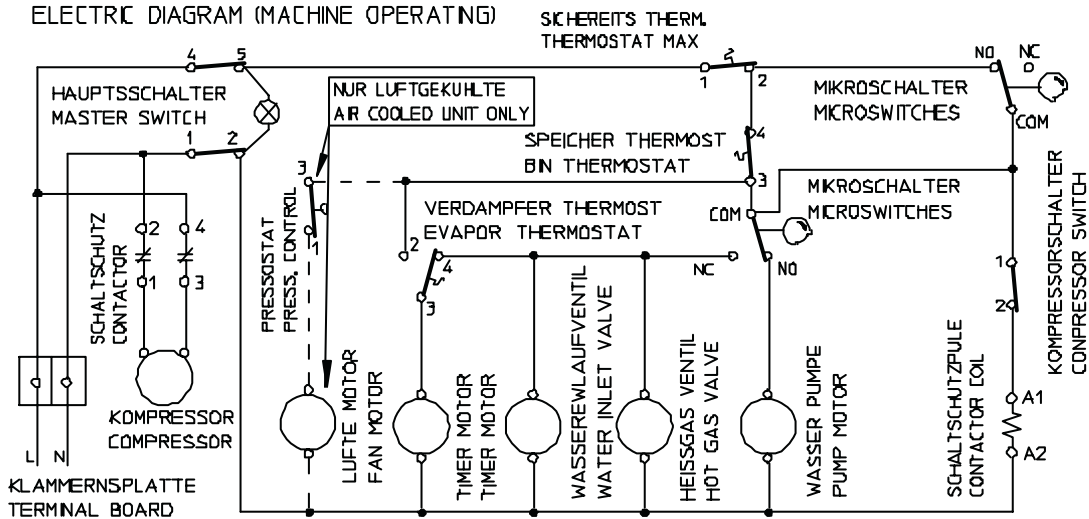 ELECTRIC DIAGRAM (MACHINE OPERATING)
SICHEREITS THERM.
THERMOSTAT MAX
4
5
1
2
NO
NC
HAUPTSSCHALTER
MASTER SWITCH
NUR LUFTGEKUHLTE
AIR COOLED UNIT ONLY
MIKROSCHALTER
MICROSWITCHES
COM
1
2
4
SPEICHER THERMOST
BIN THERMOSTAT
3
3
MIKROSCHALTER
MICROSWITCHES
COM
VERDAMPFER THERMOST
EVAPOR THERMOSTAT
1
2
4
3
NC
NO
2
4
1
3
SCHALTSCHUTZ
CONTACTOR
PRESSOSTAT
PRESS. CONTROL
1
2
KOMPRESSORSCHALTER
CONPRESSOR SWITCH
KOMPRESSOR
COMPRESSOR
LUFTE MOTOR
FAN MOTOR
TIMER MOTOR
TIMER MOTOR
WASSEREWLAUFVENTIL
WATER INLET VALVE
HEISSGAS VENTIL
HOT GAS VALVE
WASSER PUMPE
PUMP MOTOR
SCHALTSCHUTZPULE
CONTACTOR COIL
A1
A2
L
N
KLAMMERNSPLATTE
TERMINAL BOARD